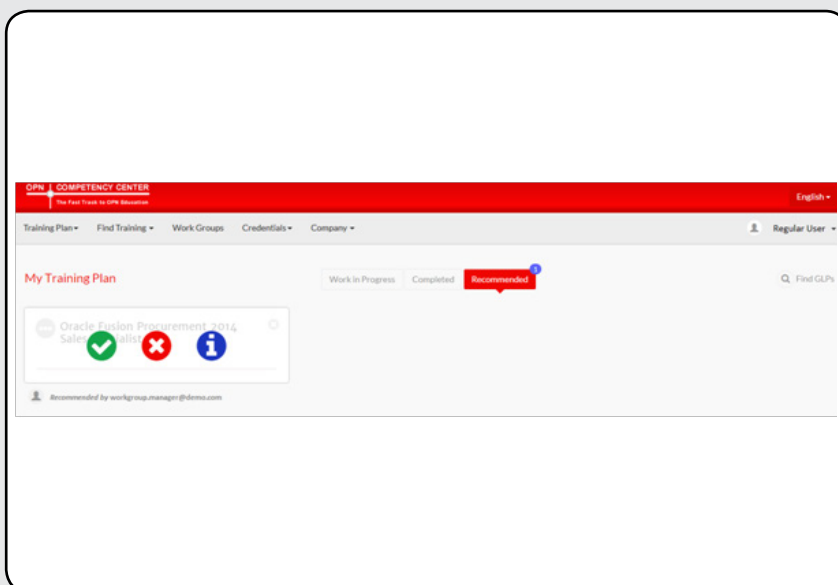 OPN COMPETENCY CENTER
The Fast Track to OPN Education
English
Training Plan Find Training Work Groups Credentials Company Regular User
My Training Plan Work in Progress Completed Recommended 1 Find GLPs
Oracle Fusion Procurement 2014
Sales Specialist
Recommended by workgroup.manager@demo.com